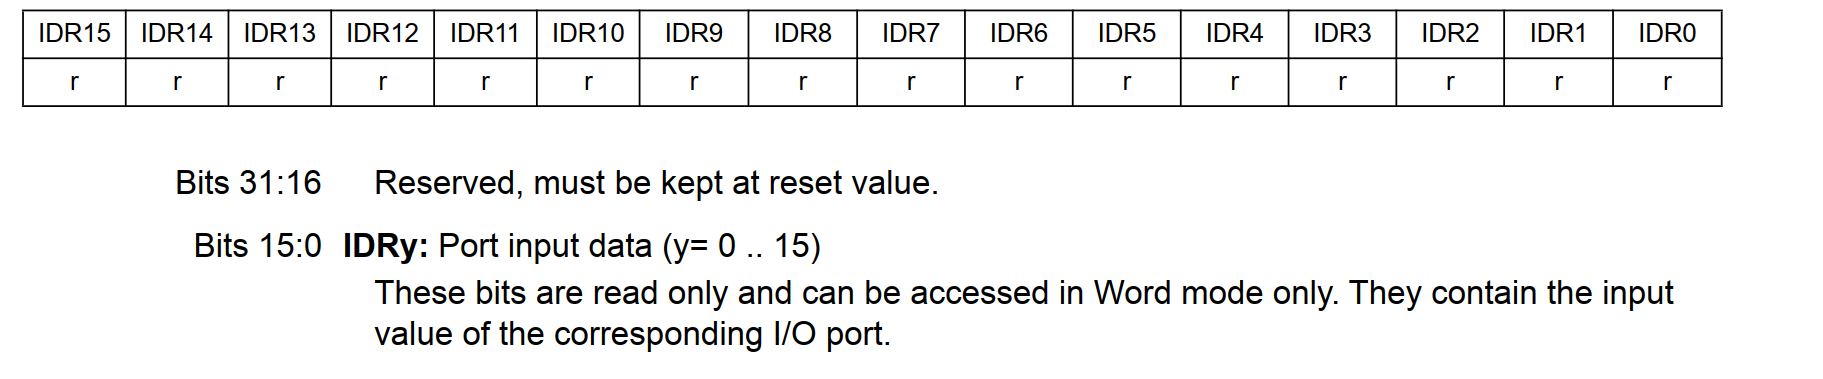 IDR15 IDR14 IDR13 IDR12 IDR11 IDR10 IDR9 IDR8 IDR7 IDR6 IDR5 IDR4 IDR3 IDR2 IDR1 IDR0
r r r r r r r r r r r r r r r r
Bits 31:16 Reserved, must be kept at reset value.
Bits 15:0 IDRy: Port input data (y= 0 .. 15)
These bits are read only and can be accessed in Word mode only. They contain the input
value of the corresponding I/O port.